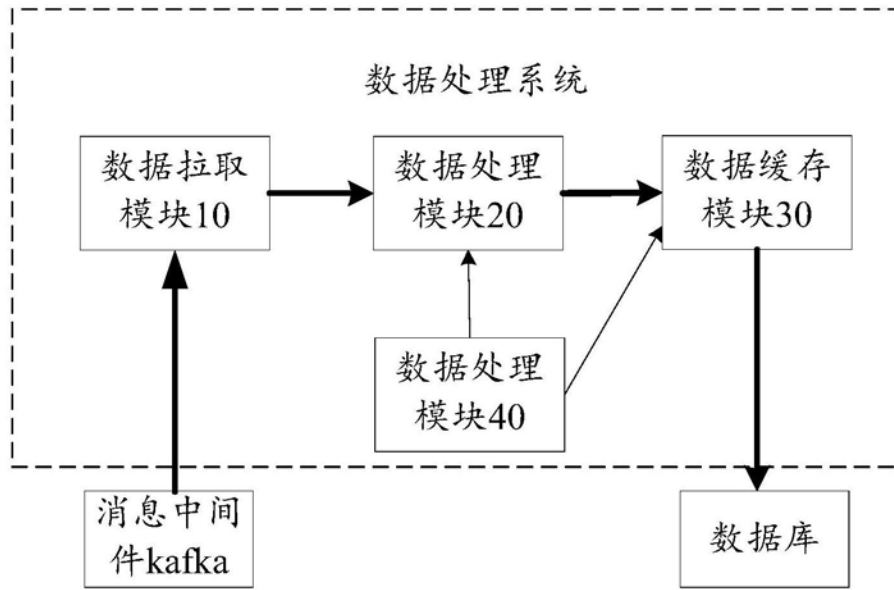 数据处理系统
数据拉取
模块10
数据处理
模块20
数据缓存
模块30
数据处理
模块40
消息中间
件kafka
数据库